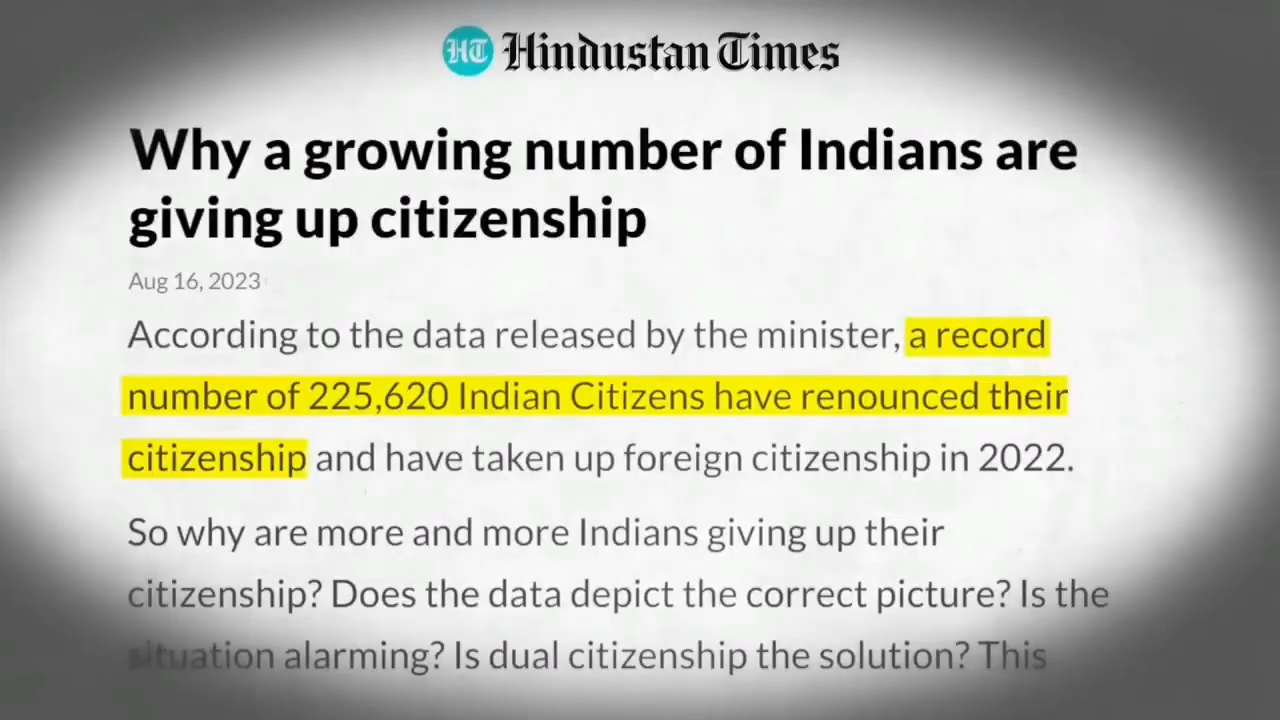 HT Hindustan Times
Why a growing number of Indians are
giving up citizenship
Aug 16, 2023
According to the data released by the minister, a record
number of 225,620 Indian Citizens have renounced their
citizenship and have taken up foreign citizenship in 2022.
So why are more and more Indians giving up their
citizenship? Does the data depict the correct picture? Is the
situation alarming? Is dual citizenship the solution? This